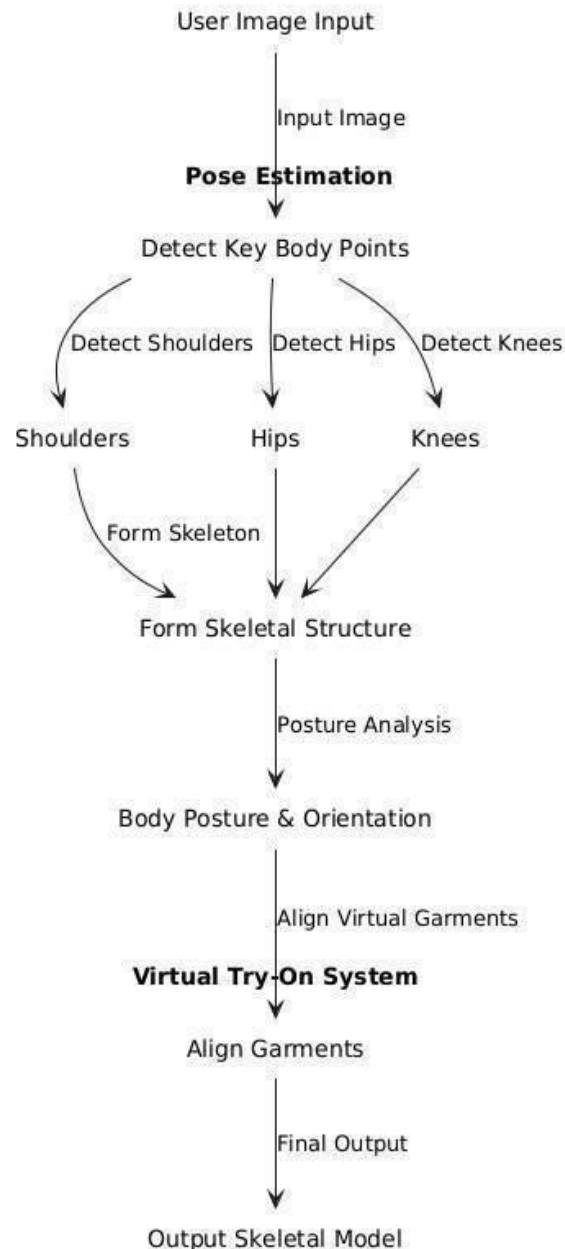 User Image Input
Input Image
Pose Estimation
Detect Key Body Points
Detect Shoulders
Detect Hips
Detect Knees
Shoulders
Hips
Knees
Form Skeleton
Form Skeletal Structure
Posture Analysis
Body Posture & Orientation
Align Virtual Garments
Virtual Try-On System
Align Garments
Final Output
Output Skeletal Model